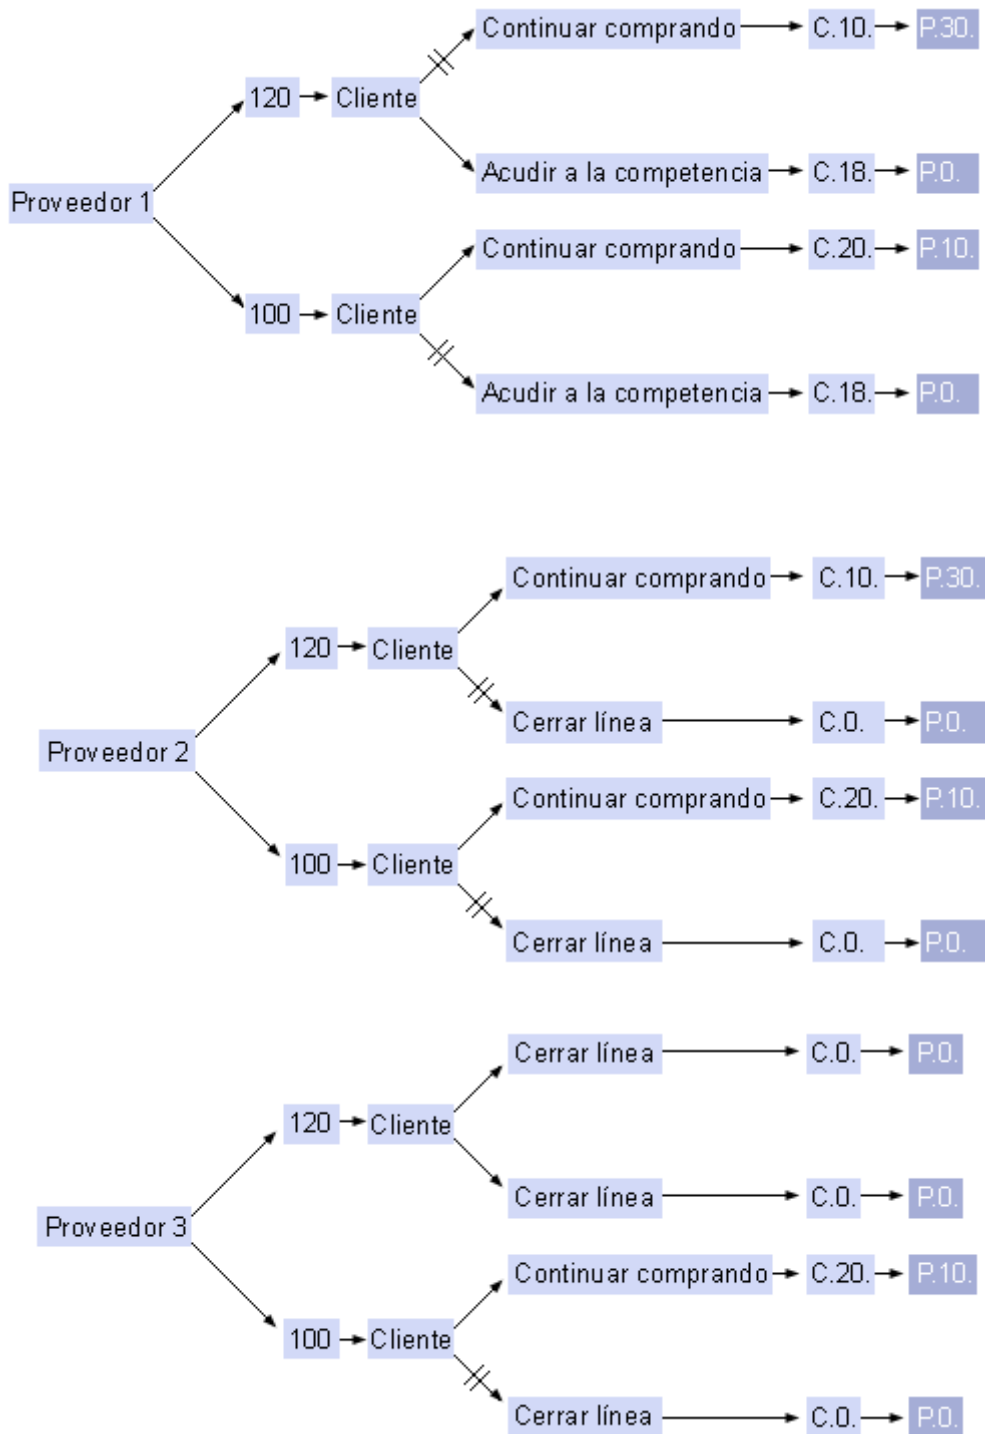 Continuar comprando C.10. P.30.
120 Cliente
Acudir a la competencia C.18. P.0.
Proveedor 1
Continuar comprando C.20. P.10.
100 Cliente
Acudir a la competencia C.18. P.0.
Continuar comprando C.10. P.30.
120 Cliente
Cerrar línea C.0. P.0.
Proveedor 2
Continuar comprando C.20. P.10.
100 Cliente
Cerrar línea C.0. P.0.
Cerrar línea C.0. P.0.
120 Cliente
Cerrar línea C.0. P.0.
Proveedor 3
Continuar comprando C.20. P.10.
100 Cliente
Cerrar línea C.0. P.0.